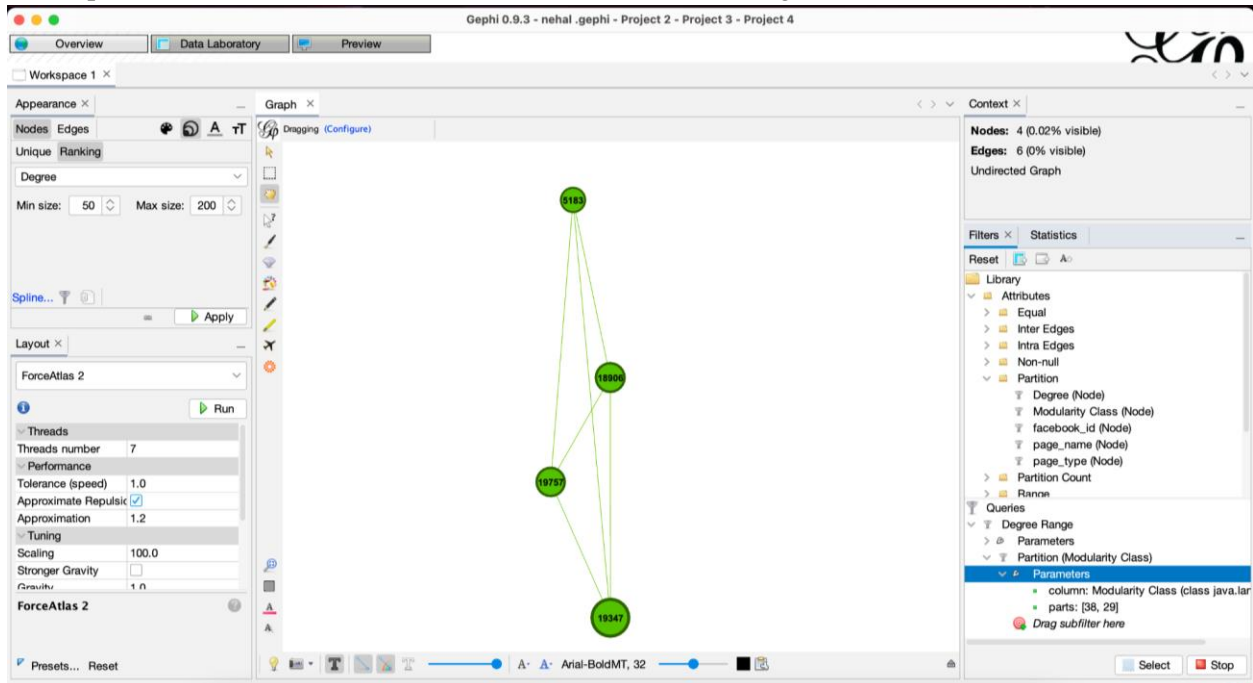 Gephi 0.9.3 - nehal .gephi - Project 2 - Project 3 - Project 4
Overview Data Laboratory Preview
Workspace 1 ×
Appearance ×
Nodes Edges A TT
Unique Ranking
Degree
Min size: 50 Max size: 200
Spline...
Apply
Layout ×
ForceAtlas 2
Run
Threads
Threads number 7
Performance
Tolerance (speed) 1.0
Approximate Repulsic
Approximation 1.2
Tuning
Scaling 100.0
Stronger Gravity
Gravity 1.0
ForceAtlas 2
Presets... Reset
Graph ×
Dragging (Configure)
5183
18906
19757
19347
T T A- A- Arial-BoldMT, 32
Context ×
Nodes: 4 (0.02% visible)
Edges: 6 (0% visible)
Undirected Graph
Filters × Statistics
Reset
Library
Attributes
Equal
Inter Edges
Intra Edges
Non-null
Partition
Degree (Node)
Modularity Class (Node)
facebook_id (Node)
page_name (Node)
page_type (Node)
Partition Count
Range
Queries
Degree Range
Parameters
Partition (Modularity Class)
Parameters
column: Modularity Class (class java.lan
parts: [38, 29]
Drag subfilter here
Select Stop